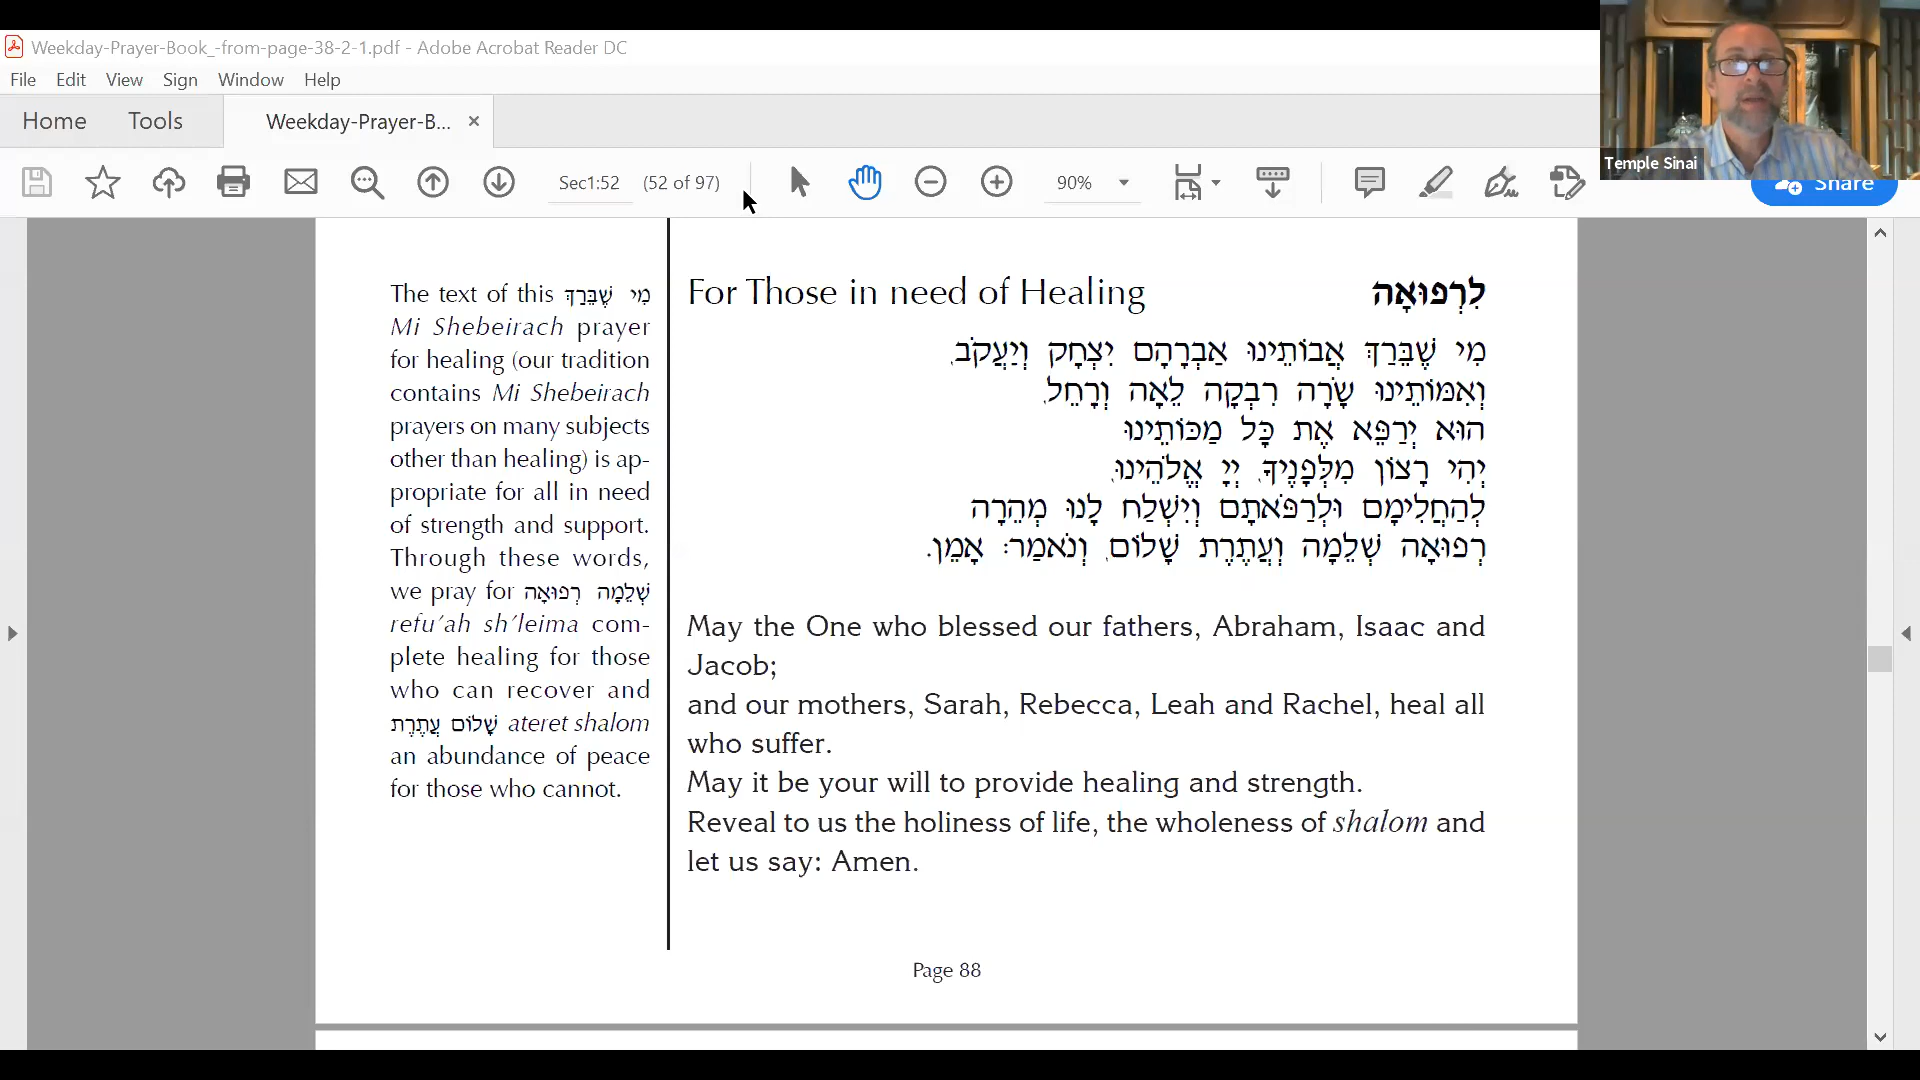 Weekday-Prayer-Book_-from-page-38-2-1.pdf - Adobe Acrobat Reader DC
File Edit View Sign Window Help
Home Tools Weekday-Prayer-B... ×
Sec1:52 (52 of 97) 90%
Share
Temple Sinai
The text of this מִי שֶׁבֵּרַךְ
Mi Shebeirach prayer
for healing (our tradition
contains Mi Shebeirach
prayers on many subjects
other than healing) is ap-
propriate for all in need
of strength and support.
Through these words,
we pray for שְׁלֵמָה רְפוּאָה
refu’ah sh’leima com-
plete healing for those
who can recover and
שָׁלוֹם עֲתֶרֶת ateret shalom
an abundance of peace
for those who cannot.
For Those in need of Healing לִרְפוּאָה
מִי שֶׁבֵּרַךְ אֲבוֹתֵינוּ אַבְרָהָם יִצְחָק וְיַעֲקֹב,
וְאִמּוֹתֵינוּ שָׂרָה רִבְקָה לֵאָה וְרָחֵל,
הוּא יְרַפֵּא אֶת כָּל מַכּוֹתֵינוּ
יְהִי רָצוֹן מִלְּפָנֶיךָ, יְיָ אֱלֹהֵינוּ,
לְהַחֲלִימָם וּלְרַפֹּאתָם וְיִשְׁלַח לָנוּ מְהֵרָה
רְפוּאָה שְׁלֵמָה וְעֲתֶרֶת שָׁלוֹם, וְנֹאמַר: אָמֵן.
May the One who blessed our fathers, Abraham, Isaac and
Jacob;
and our mothers, Sarah, Rebecca, Leah and Rachel, heal all
who suffer.
May it be your will to provide healing and strength.
Reveal to us the holiness of life, the wholeness of shalom and
let us say: Amen.
Page 88